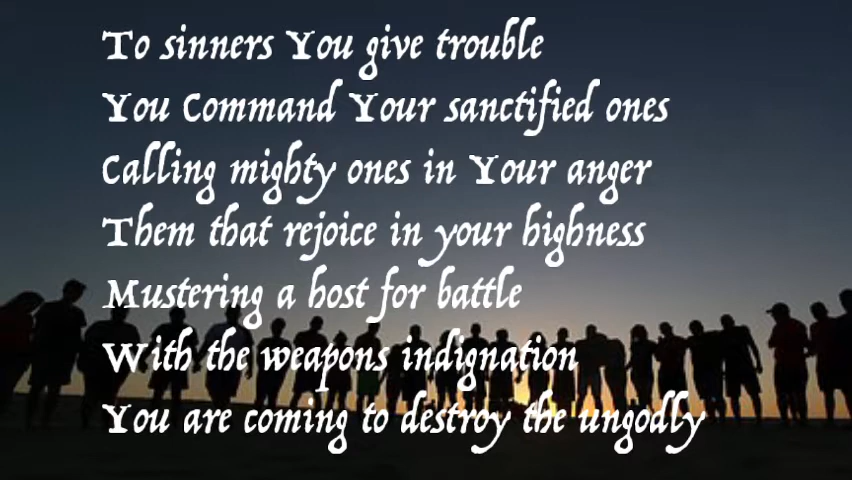 To sinners You give trouble
You Command Your sanctified ones
Calling mighty ones in Your anger
Them that rejoice in your highness
Mustering a host for battle
With the weapons indignation
You are coming to destroy the ungodly